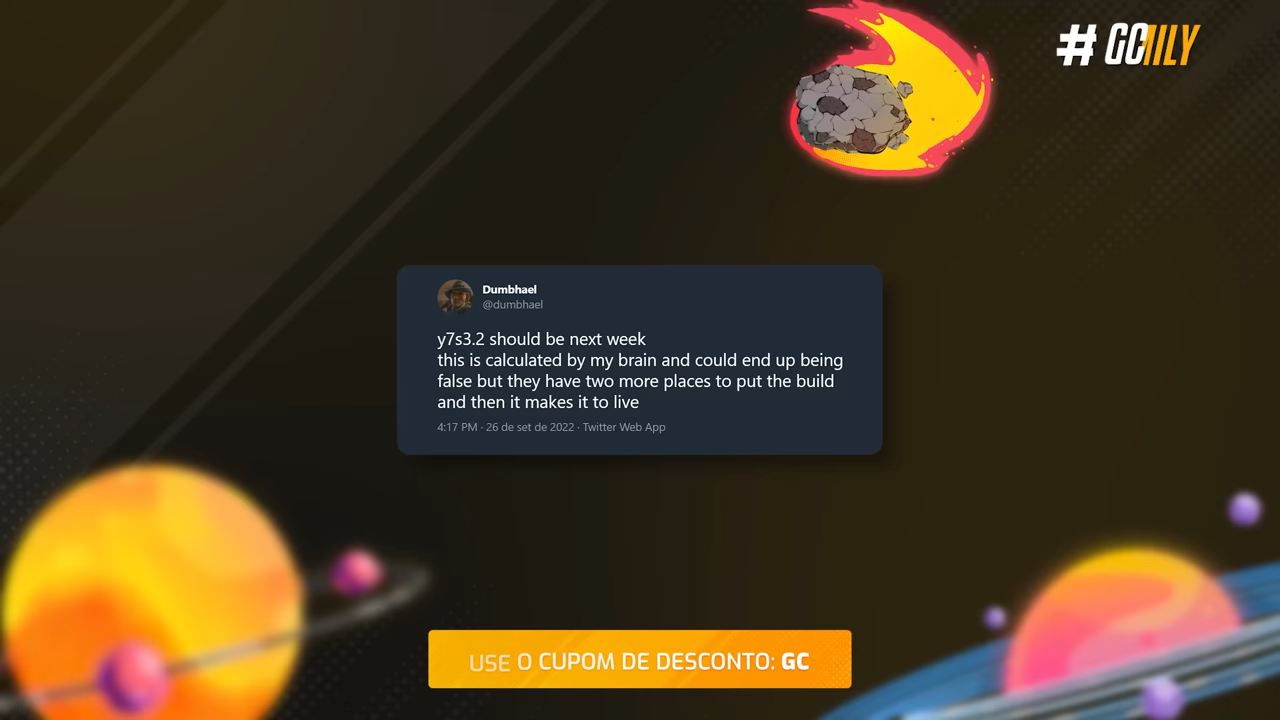 #GCIILY
Dumbhael
@dumbhael
y7s3.2 should be next week
this is calculated by my brain and could end up being
false but they have two more places to put the build
and then it makes it to live
4:17 PM · 26 de set de 2022 · Twitter Web App
USE O CUPOM DE DESCONTO: GC